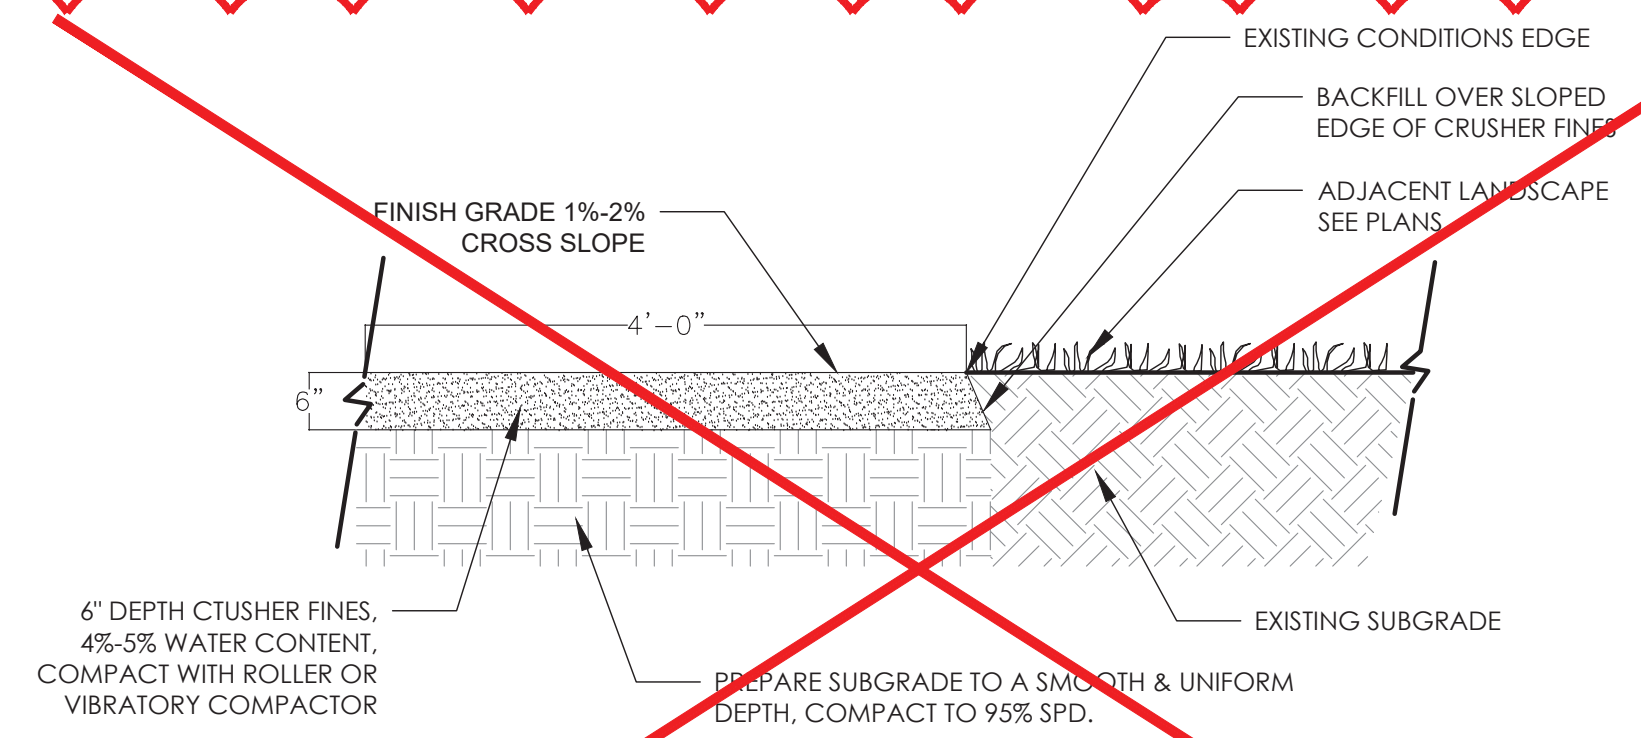 EXISTING CONDITIONS EDGE
BACKFILL OVER SLOPED
EDGE OF CRUSHER FINES
ADJACENT LANDSCAPE
SEE PLANS
FINISH GRADE 1%-2%
CROSS SLOPE
4'-0"
6"
6" DEPTH CTUSHER FINES,
4%-5% WATER CONTENT,
COMPACT WITH ROLLER OR
VIBRATORY COMPACTOR
EXISTING SUBGRADE
PREPARE SUBGRADE TO A SMOOTH & UNIFORM
DEPTH, COMPACT TO 95% SPD.